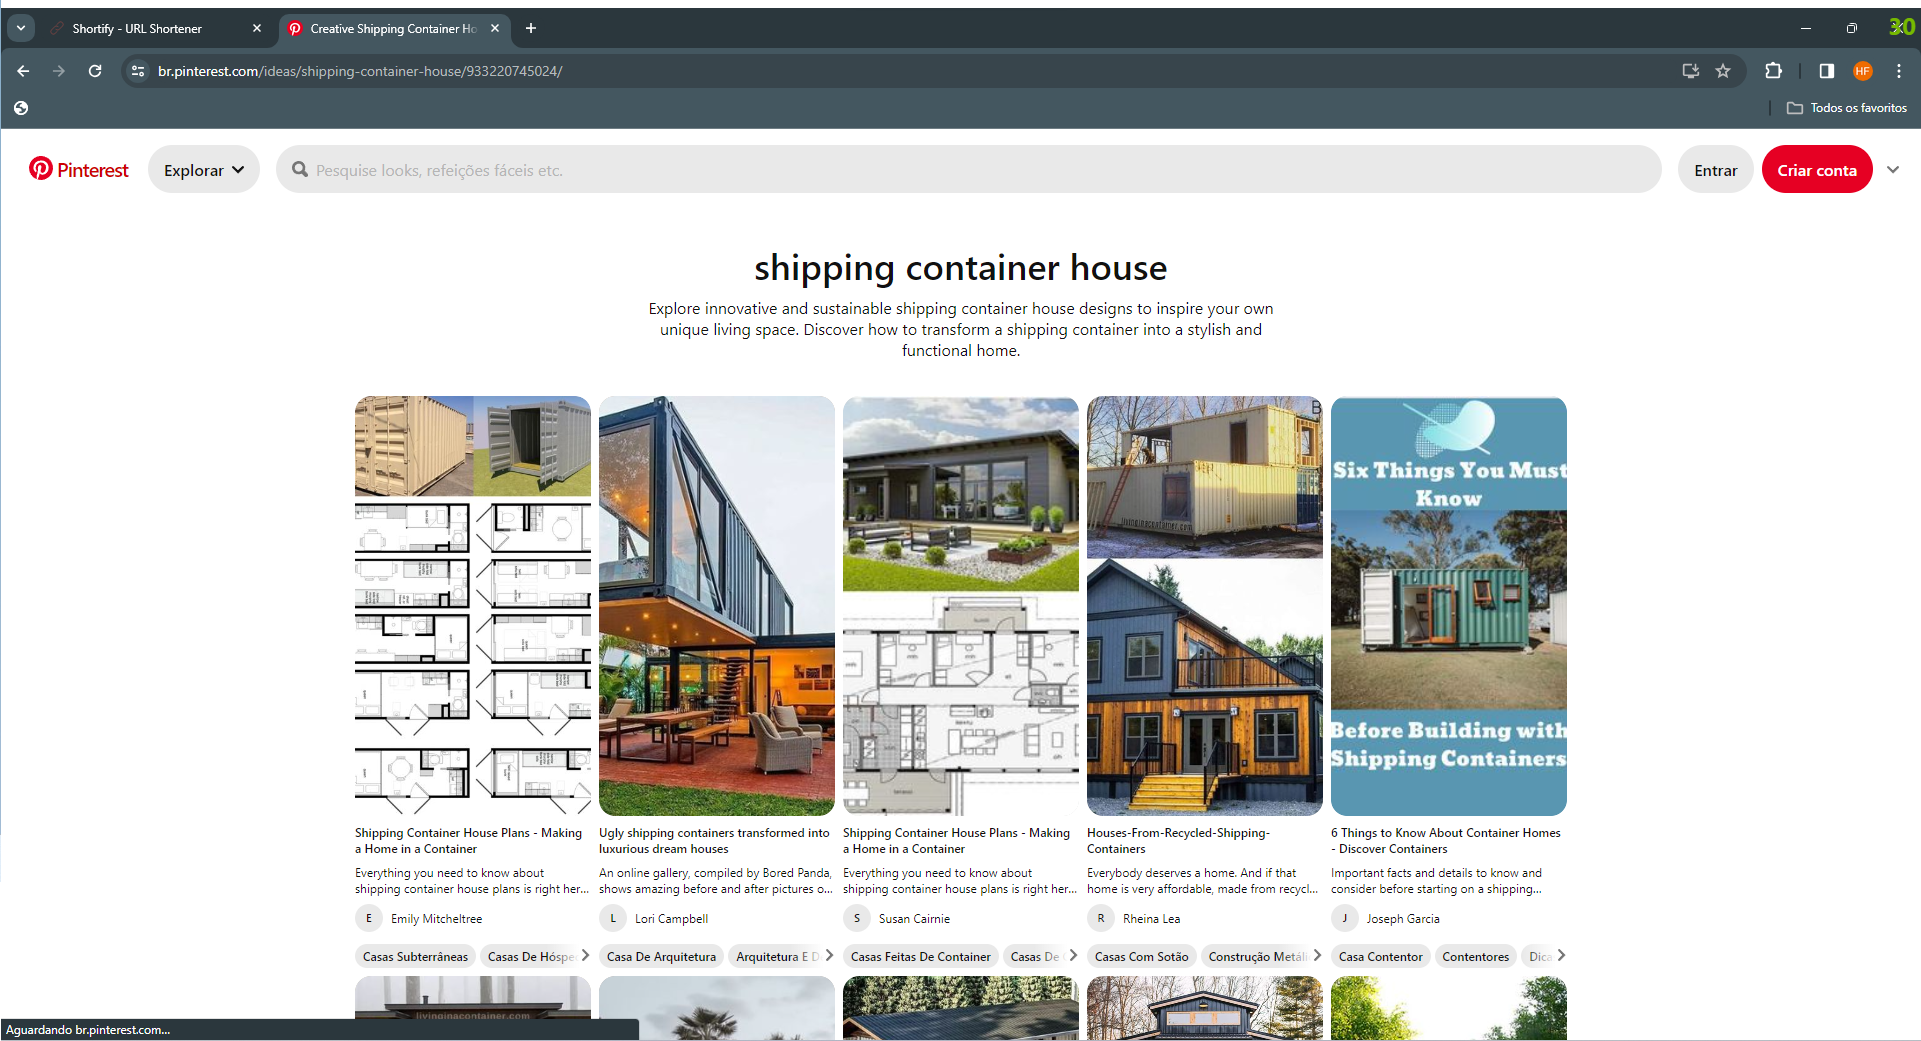 Shortify - URL Shortener
Creative Shipping Container Ho
30
br.pinterest.com/ideas/shipping-container-house/933220745024/
HF
Todos os favoritos
Pinterest
Explorar
Pesquise looks, refeições fáceis etc.
Entrar
Criar conta
shipping container house
Explore innovative and sustainable shipping container house designs to inspire your own
unique living space. Discover how to transform a shipping container into a stylish and
functional home.
B
livinginacontainer.com
Six Things You Must
Know
Before Building with
Shipping Containers
Shipping Container House Plans - Making
a Home in a Container
Everything you need to know about
shipping container house plans is right her...
E
Emily Mitcheltree
Casas Subterrâneas
Casas De Hóspe
Ugly shipping containers transformed into
luxurious dream houses
An online gallery, compiled by Bored Panda,
shows amazing before and after pictures o...
L
Lori Campbell
Casa De Arquitetura
Arquitetura E D
Shipping Container House Plans - Making
a Home in a Container
Everything you need to know about
shipping container house plans is right her...
S
Susan Cairnie
Casas Feitas De Container
Casas De
Houses-From-Recycled-Shipping-
Containers
Everybody deserves a home. And if that
home is very affordable, made from recycl...
R
Rheina Lea
Casas Com Sotão
Construção Metáli
6 Things to Know About Container Homes
- Discover Containers
Important facts and details to know and
consider before starting on a shipping...
J
Joseph Garcia
Casa Contentor
Contentores
Dica
livinginacontainer.com
Aguardando br.pinterest.com...